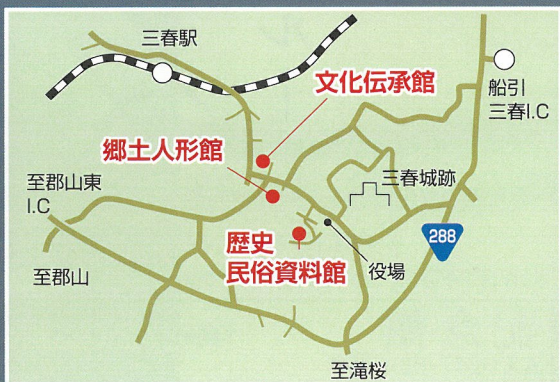 三春駅
文化伝承館
船引
三春I.C
郷土人形館
三春城跡
至郡山東
I.C
288
歴史
民俗資料館
役場
至郡山
至滝桜